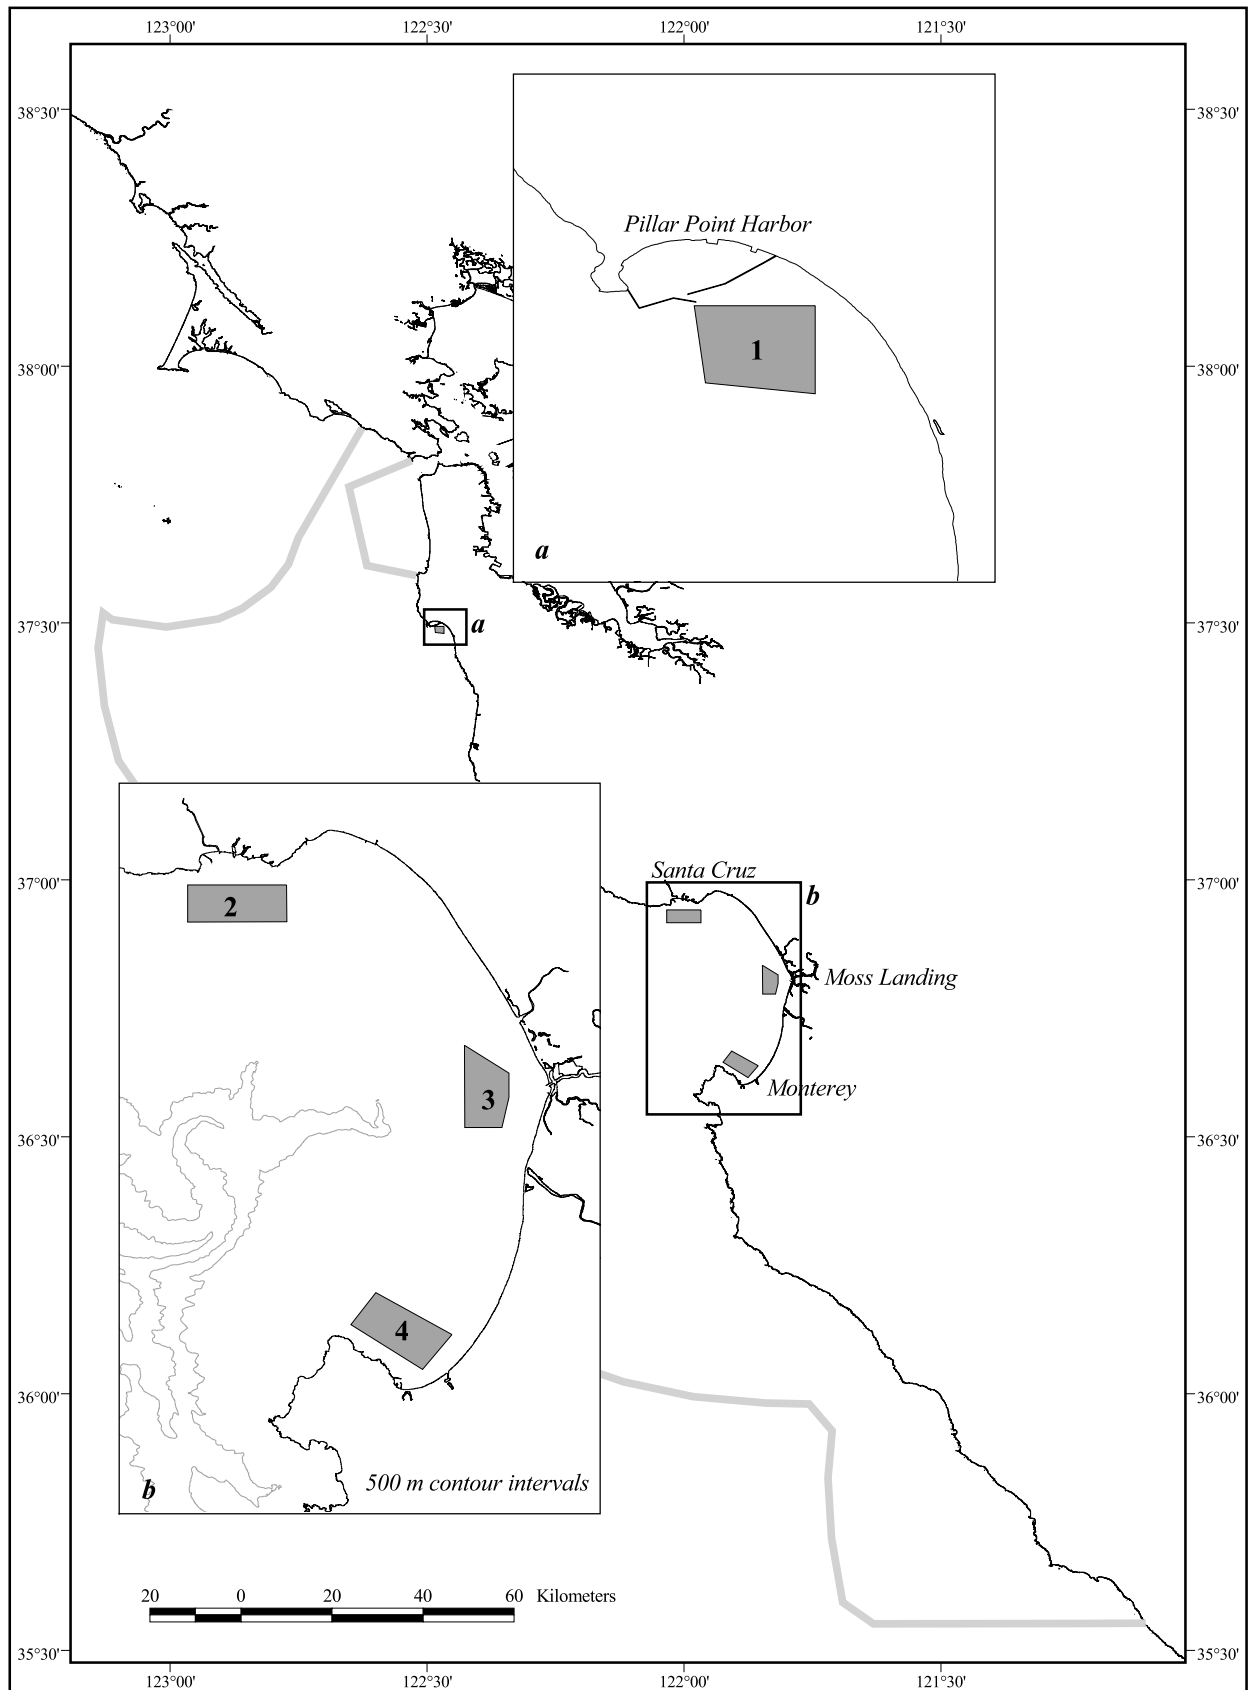 123°00'
122°30'
122°00'
121°30'
38°30'
38°30'
Pillar Point Harbor
1
38°00'
38°00'
a
37°30'
a
37°30'
Santa Cruz
37°00'
b
37°00'
2
Moss Landing
3
Monterey
36°30'
36°30'
4
36°00'
36°00'
500 m contour intervals
b
20 0 20 40 60 Kilometers
35°30'
35°30'
123°00'
122°30'
122°00'
121°30'